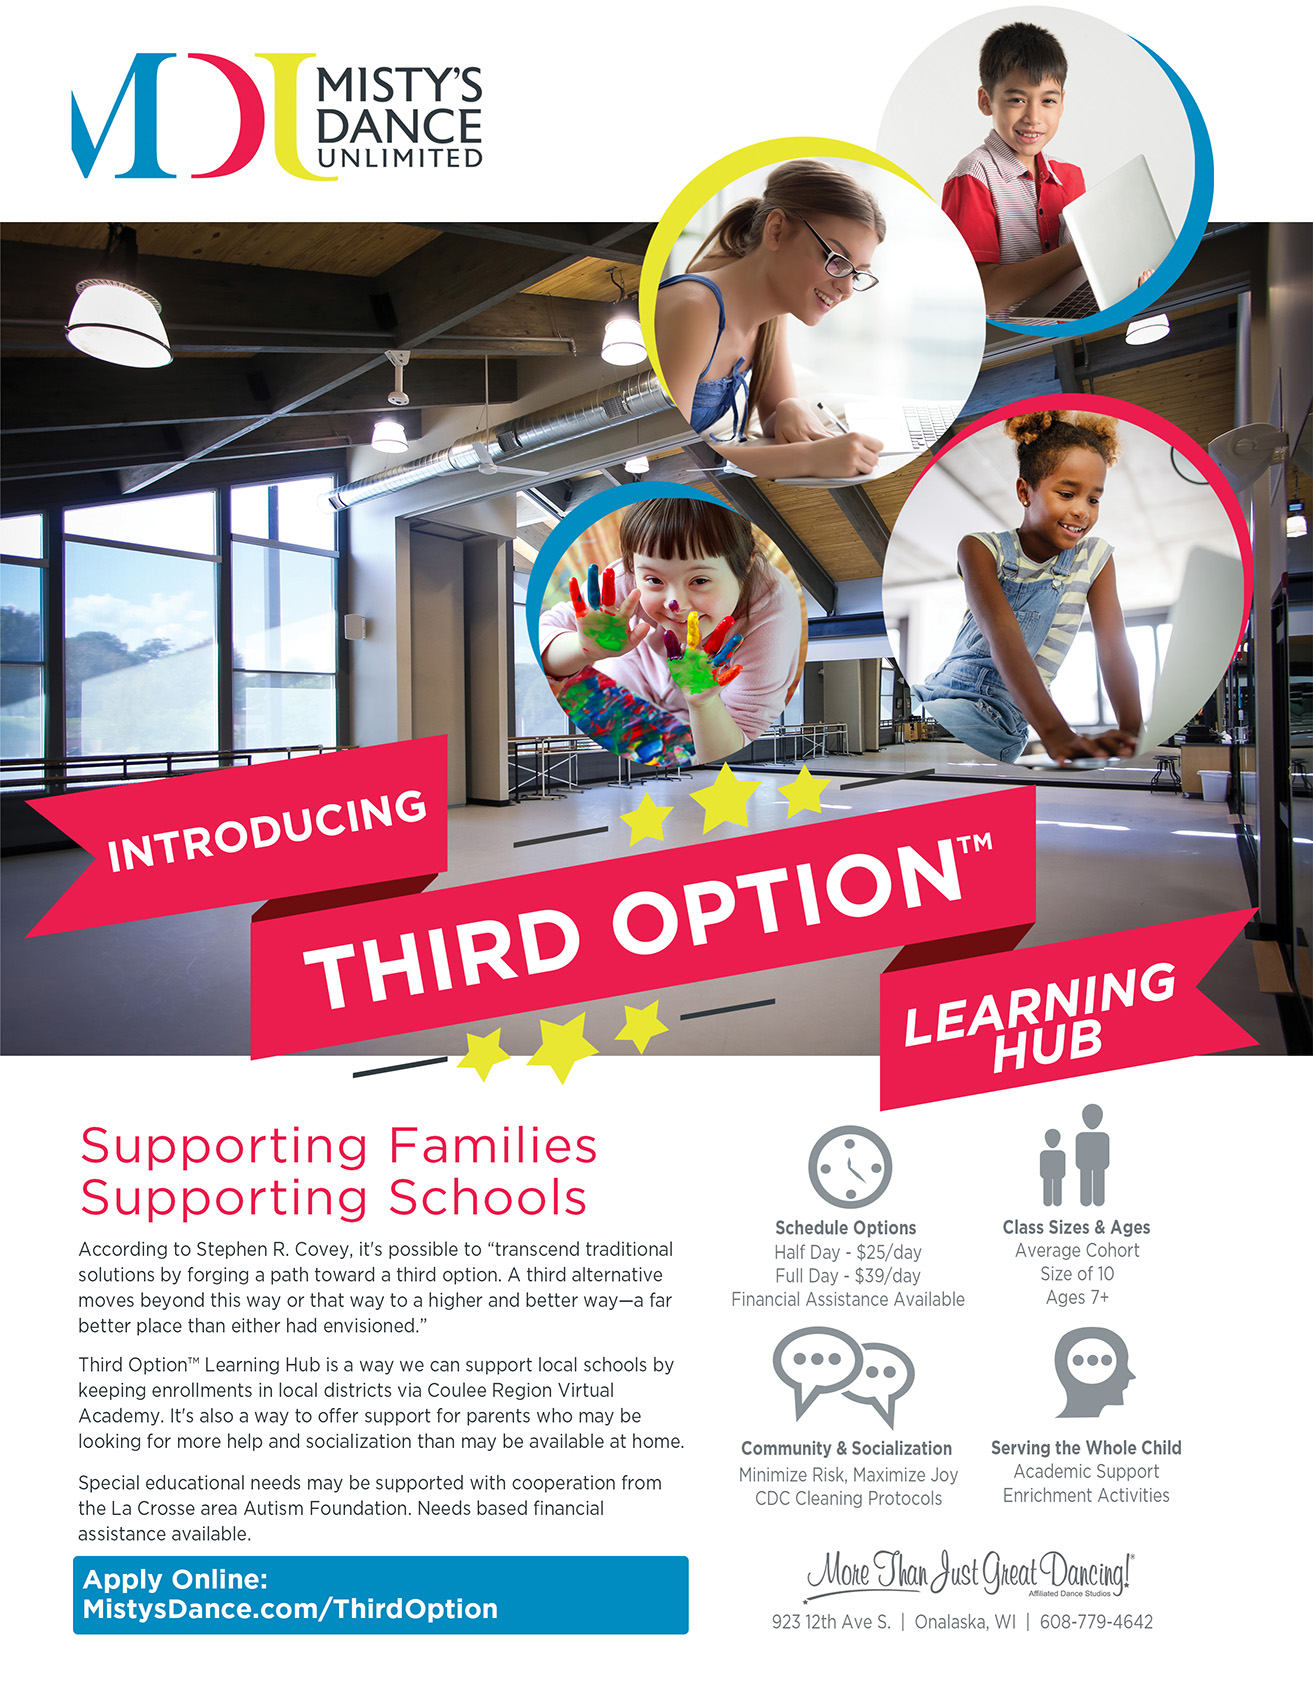 MDU
MISTY'S
DANCE
UNLIMITED
INTRODUCING
THIRD OPTION™
LEARNING
HUB
Supporting Families
Supporting Schools
According to Stephen R. Covey, it's possible to “transcend traditional
solutions by forging a path toward a third option. A third alternative
moves beyond this way or that way to a higher and better way—a far
better place than either had envisioned.”
Third Option™ Learning Hub is a way we can support local schools by
keeping enrollments in local districts via Coulee Region Virtual
Academy. It's also a way to offer support for parents who may be
looking for more help and socialization than may be available at home.
Special educational needs may be supported with cooperation from
the La Crosse area Autism Foundation. Needs based financial
assistance available.
Apply Online:
MistysDance.com/ThirdOption
Schedule Options
Half Day - $25/day
Full Day - $39/day
Financial Assistance Available
Class Sizes & Ages
Average Cohort
Size of 10
Ages 7+
Community & Socialization
Minimize Risk, Maximize Joy
CDC Cleaning Protocols
Serving the Whole Child
Academic Support
Enrichment Activities
More Than Just Great Dancing!®
Affiliated Dance Studios
923 12th Ave S. | Onalaska, WI | 608-779-4642